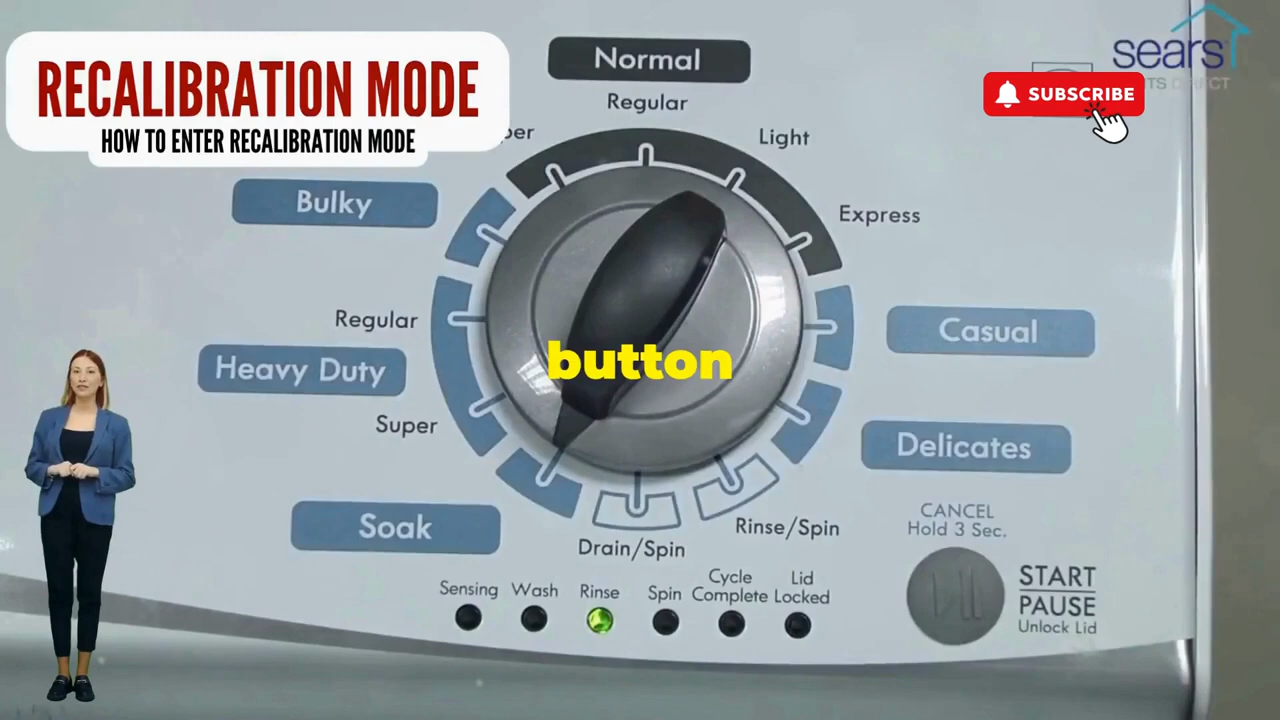 RECALIBRATION MODE
HOW TO ENTER RECALIBRATION MODE
sears
DIRECT
SUBSCRIBE
Normal
Regular
Light
Express
Bulky
Regular
Heavy Duty
Super
Casual
Delicates
button
Soak
Drain/Spin
Rinse/Spin
CANCEL
Hold 3 Sec.
Sensing
Wash
Rinse
Spin
Cycle
Complete
Lid
Locked
START
PAUSE
Unlock Lid